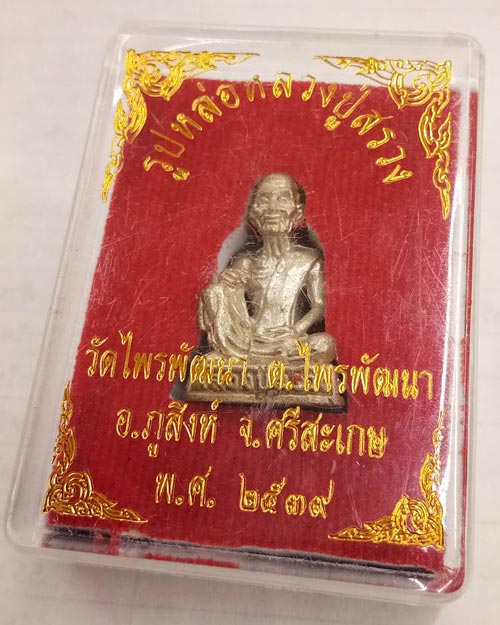 รูปหล่อหลวงปู่สรวง
วัดไพรพัฒนา ต.ไพรพัฒนา
อ.ภูสิงห์ จ.ศรีสะเกษ
พ.ศ. ๒๕๓๙